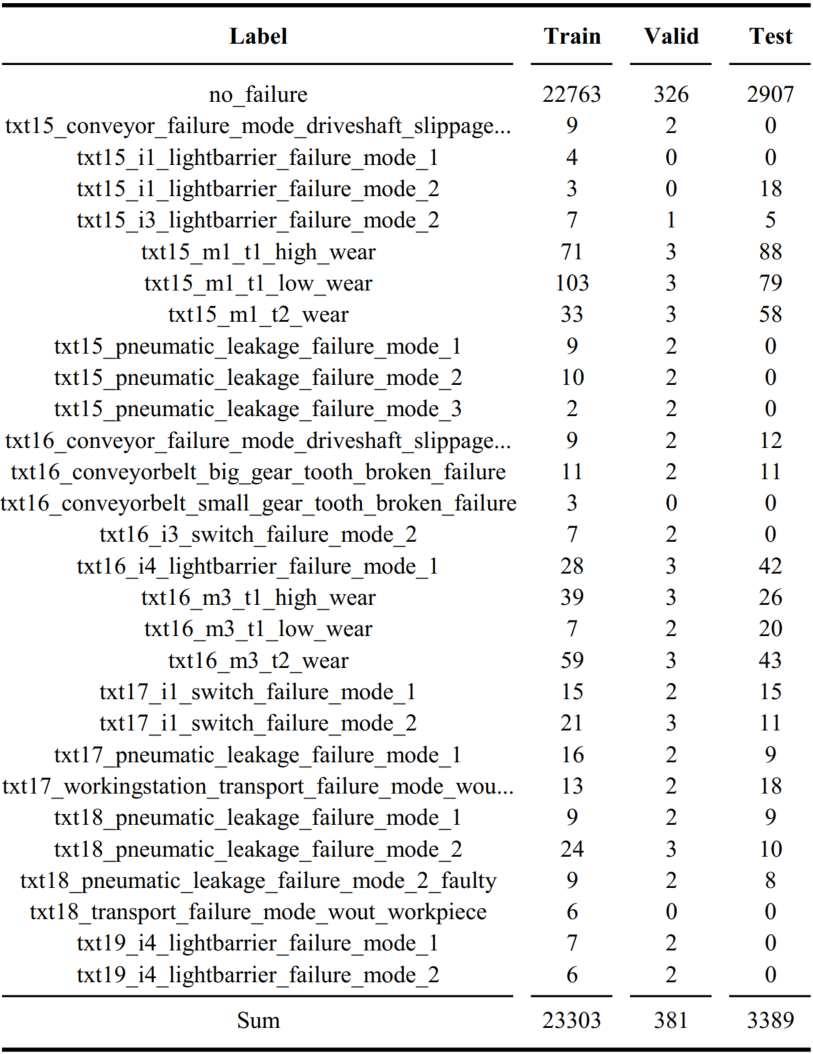 Label Train Valid Test
no_failure 22763 326 2907
txt15_conveyor_failure_mode_driveshaft_slippage... 9 2 0
txt15_i1_lightbarrier_failure_mode_1 4 0 0
txt15_i1_lightbarrier_failure_mode_2 3 0 18
txt15_i3_lightbarrier_failure_mode_2 7 1 5
txt15_m1_t1_high_wear 71 3 88
txt15_m1_t1_low_wear 103 3 79
txt15_m1_t2_wear 33 3 58
txt15_pneumatic_leakage_failure_mode_1 9 2 0
txt15_pneumatic_leakage_failure_mode_2 10 2 0
txt15_pneumatic_leakage_failure_mode_3 2 2 0
txt16_conveyor_failure_mode_driveshaft_slippage... 9 2 12
txt16_conveyorbelt_big_gear_tooth_broken_failure 11 2 11
txt16_conveyorbelt_small_gear_tooth_broken_failure 3 0 0
txt16_i3_switch_failure_mode_2 7 2 0
txt16_i4_lightbarrier_failure_mode_1 28 3 42
txt16_m3_t1_high_wear 39 3 26
txt16_m3_t1_low_wear 7 2 20
txt16_m3_t2_wear 59 3 43
txt17_i1_switch_failure_mode_1 15 2 15
txt17_i1_switch_failure_mode_2 21 3 11
txt17_pneumatic_leakage_failure_mode_1 16 2 9
txt17_workingstation_transport_failure_mode_wou... 13 2 18
txt18_pneumatic_leakage_failure_mode_1 9 2 9
txt18_pneumatic_leakage_failure_mode_2 24 3 10
txt18_pneumatic_leakage_failure_mode_2_faulty 9 2 8
txt18_transport_failure_mode_wout_workpiece 6 0 0
txt19_i4_lightbarrier_failure_mode_1 7 2 0
txt19_i4_lightbarrier_failure_mode_2 6 2 0
Sum 23303 381 3389